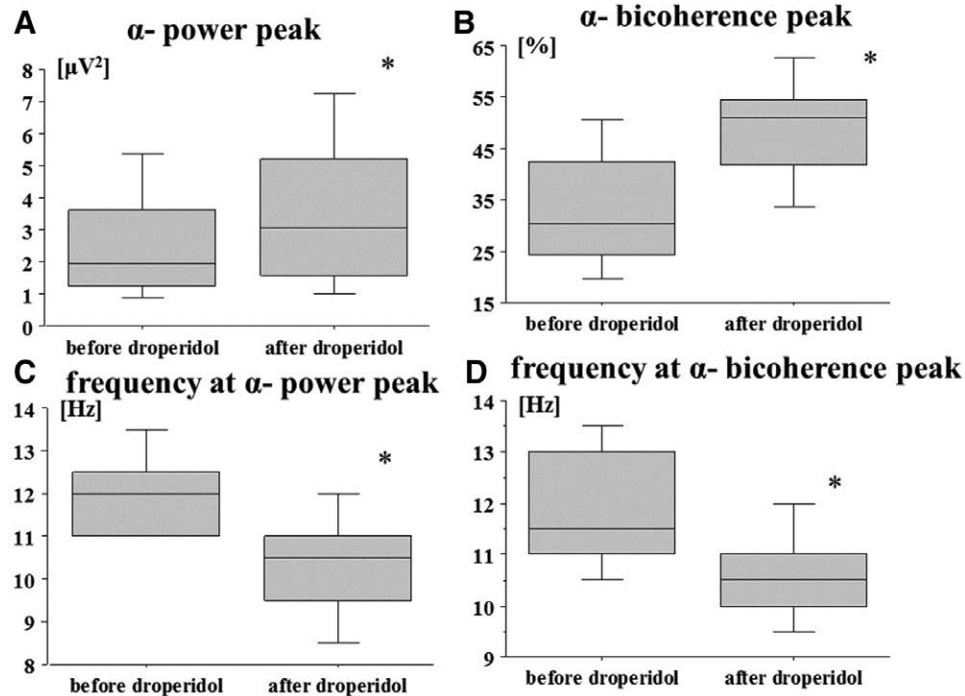 A
α- power peak
[μV²]
*
8
7
6
5
4
3
2
1
0
before droperidol after droperidol
B
α- bicoherence peak
[%]
*
65
55
45
35
25
15
before droperidol after droperidol
C
frequency at α- power peak
[Hz]
*
14
13
12
11
10
9
8
before droperidol after droperidol
D
frequency at α- bicoherence peak
[Hz]
*
14
13
12
11
10
9
before droperidol after droperidol